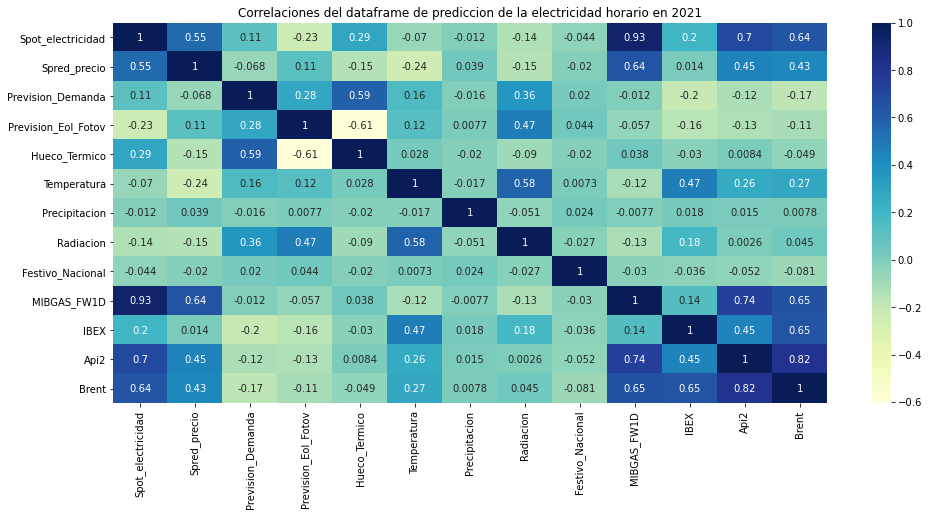 Correlaciones del dataframe de prediccion de la electricidad horario en 2021
Spot_electricidad 1 0.55 0.11 -0.23 0.29 -0.07 -0.012 -0.14 -0.044 0.93 0.2 0.7 0.64
Spred_precio 0.55 1 -0.068 0.11 -0.15 -0.24 0.039 -0.15 -0.02 0.64 0.014 0.45 0.43
Prevision_Demanda 0.11 -0.068 1 0.28 0.59 0.16 -0.016 0.36 0.02 -0.012 -0.2 -0.12 -0.17
Prevision_Eol_Fotov -0.23 0.11 0.28 1 -0.61 0.12 0.0077 0.47 0.044 -0.057 -0.16 -0.13 -0.11
Hueco_Termico 0.29 -0.15 0.59 -0.61 1 0.028 -0.02 -0.09 -0.02 0.038 -0.03 0.0084 -0.049
Temperatura -0.07 -0.24 0.16 0.12 0.028 1 -0.017 0.58 0.0073 -0.12 0.47 0.26 0.27
Precipitacion -0.012 0.039 -0.016 0.0077 -0.02 -0.017 1 -0.051 0.024 -0.0077 0.018 0.015 0.0078
Radiacion -0.14 -0.15 0.36 0.47 -0.09 0.58 -0.051 1 -0.027 -0.13 0.18 0.0026 0.045
Festivo_Nacional -0.044 -0.02 0.02 0.044 -0.02 0.0073 0.024 -0.027 1 -0.03 -0.036 -0.052 -0.081
MIBGAS_FW1D 0.93 0.64 -0.012 -0.057 0.038 -0.12 -0.0077 -0.13 -0.03 1 0.14 0.74 0.65
IBEX 0.2 0.014 -0.2 -0.16 -0.03 0.47 0.018 0.18 -0.036 0.14 1 0.45 0.65
Api2 0.7 0.45 -0.12 -0.13 0.0084 0.26 0.015 0.0026 -0.052 0.74 0.45 1 0.82
Brent 0.64 0.43 -0.17 -0.11 -0.049 0.27 0.0078 0.045 -0.081 0.65 0.65 0.82 1
Spot_electricidad
Spred_precio
Prevision_Demanda
Prevision_Eol_Fotov
Hueco_Termico
Temperatura
Precipitacion
Radiacion
Festivo_Nacional
MIBGAS_FW1D
IBEX
Api2
Brent
1.0
0.8
0.6
0.4
0.2
0.0
−0.2
−0.4
−0.6